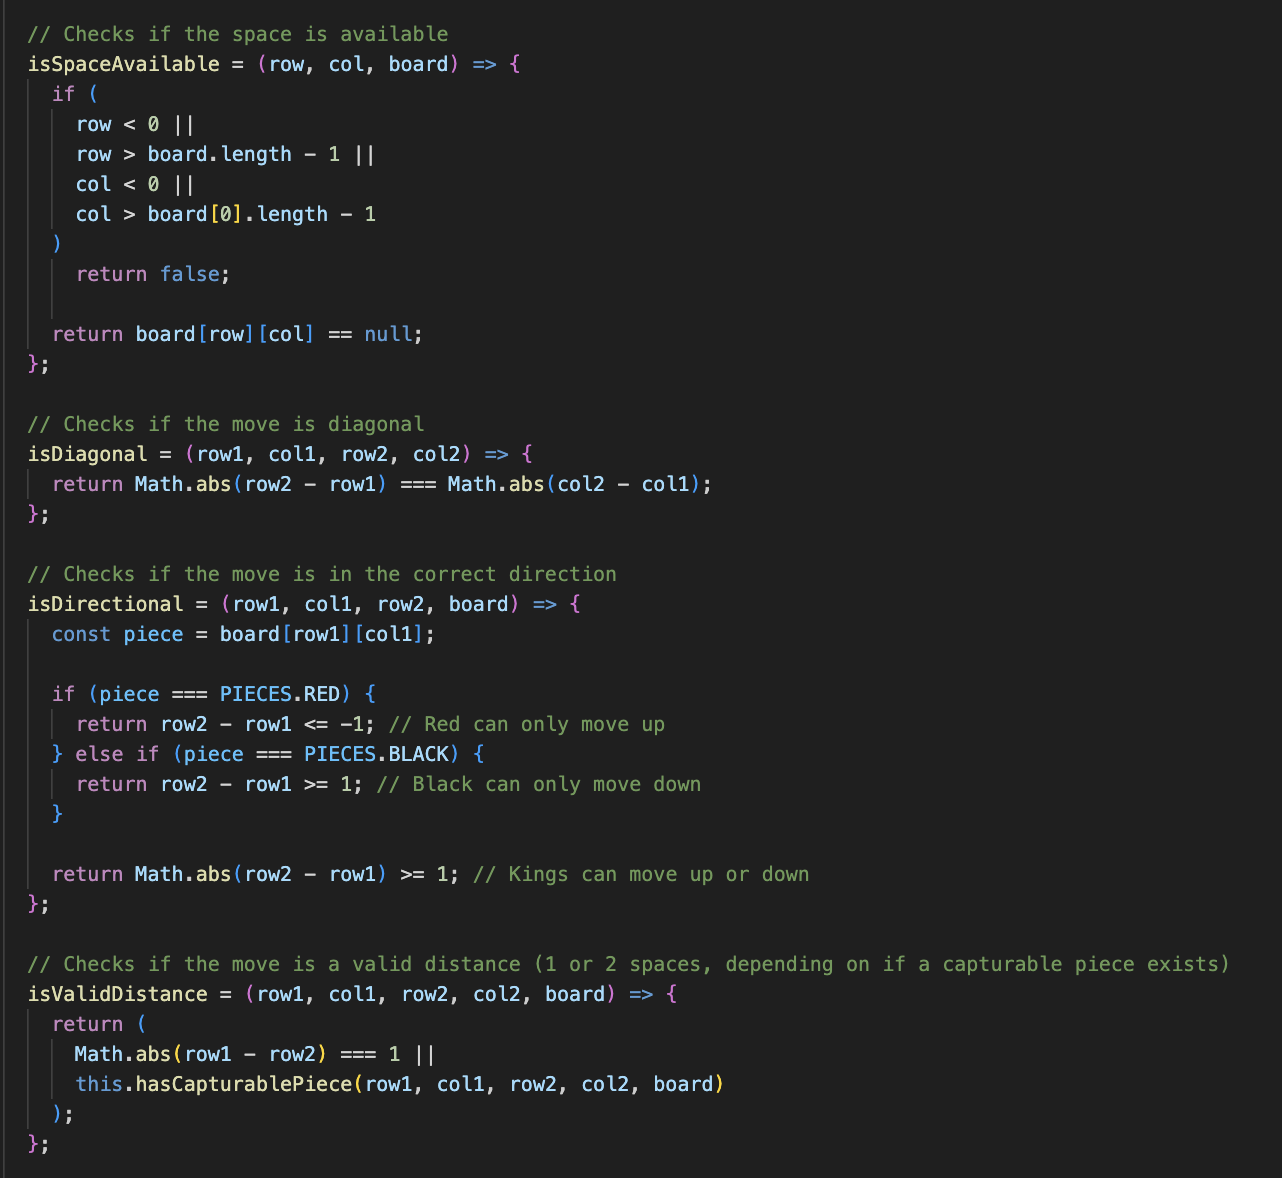 // Checks if the space is available
isSpaceAvailable = (row, col, board) => {
  if (
    row < 0 ||
    row > board.length - 1 ||
    col < 0 ||
    col > board[0].length - 1
  )
    return false;

  return board[row][col] == null;
};

// Checks if the move is diagonal
isDiagonal = (row1, col1, row2, col2) => {
  return Math.abs(row2 - row1) === Math.abs(col2 - col1);
};

// Checks if the move is in the correct direction
isDirectional = (row1, col1, row2, board) => {
  const piece = board[row1][col1];

  if (piece === PIECES.RED) {
    return row2 - row1 <= -1; // Red can only move up
  } else if (piece === PIECES.BLACK) {
    return row2 - row1 >= 1; // Black can only move down
  }

  return Math.abs(row2 - row1) >= 1; // Kings can move up or down
};

// Checks if the move is a valid distance (1 or 2 spaces, depending on if a capturable piece exists)
isValidDistance = (row1, col1, row2, col2, board) => {
  return (
    Math.abs(row1 - row2) === 1 ||
    this.hasCapturablePiece(row1, col1, row2, col2, board)
  );
};